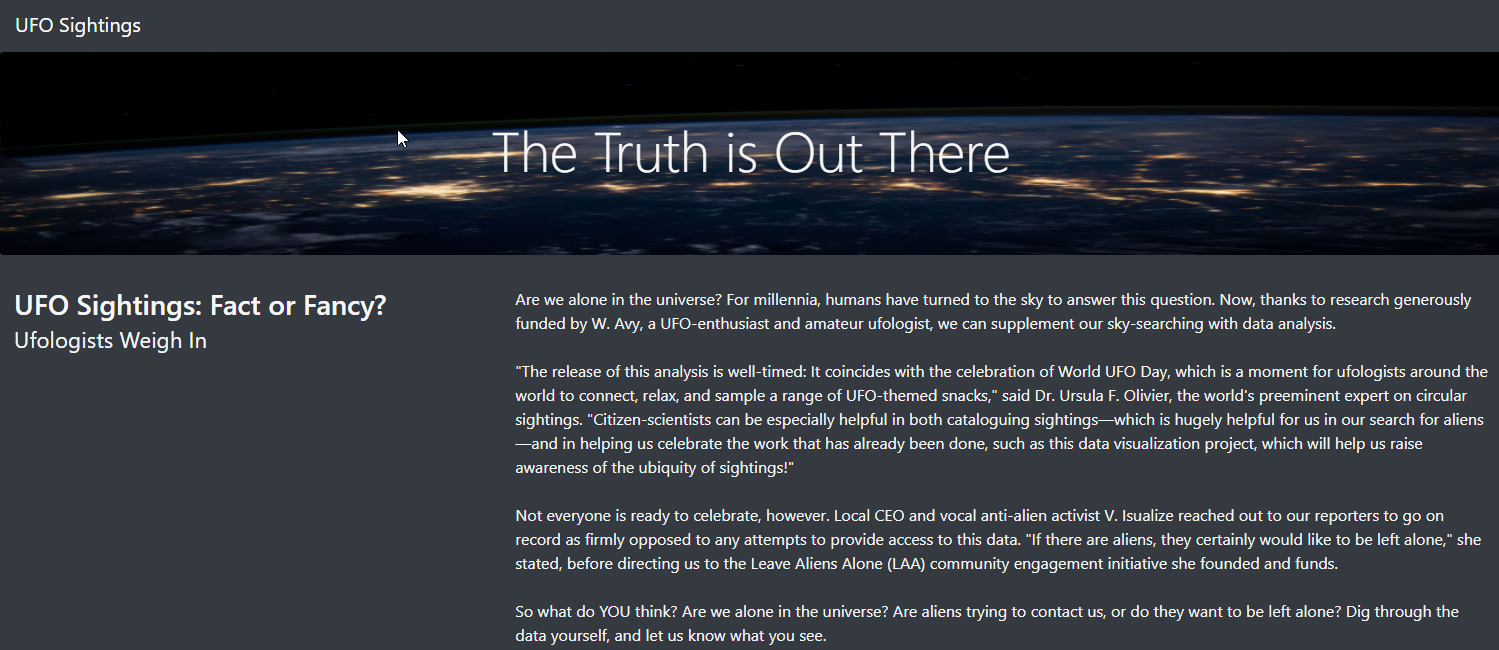 UFO Sightings
The Truth is Out There
UFO Sightings: Fact or Fancy?
Ufologists Weigh In
Are we alone in the universe? For millennia, humans have turned to the sky to answer this question. Now, thanks to research generously
funded by W. Avy, a UFO-enthusiast and amateur ufologist, we can supplement our sky-searching with data analysis.
"The release of this analysis is well-timed: It coincides with the celebration of World UFO Day, which is a moment for ufologists around the
world to connect, relax, and sample a range of UFO-themed snacks," said Dr. Ursula F. Olivier, the world's preeminent expert on circular
sightings. "Citizen-scientists can be especially helpful in both cataloguing sightings—which is hugely helpful for us in our search for aliens
—and in helping us celebrate the work that has already been done, such as this data visualization project, which will help us raise
awareness of the ubiquity of sightings!"
Not everyone is ready to celebrate, however. Local CEO and vocal anti-alien activist V. Isualize reached out to our reporters to go on
record as firmly opposed to any attempts to provide access to this data. "If there are aliens, they certainly would like to be left alone," she
stated, before directing us to the Leave Aliens Alone (LAA) community engagement initiative she founded and funds.
So what do YOU think? Are we alone in the universe? Are aliens trying to contact us, or do they want to be left alone? Dig through the
data yourself, and let us know what you see.